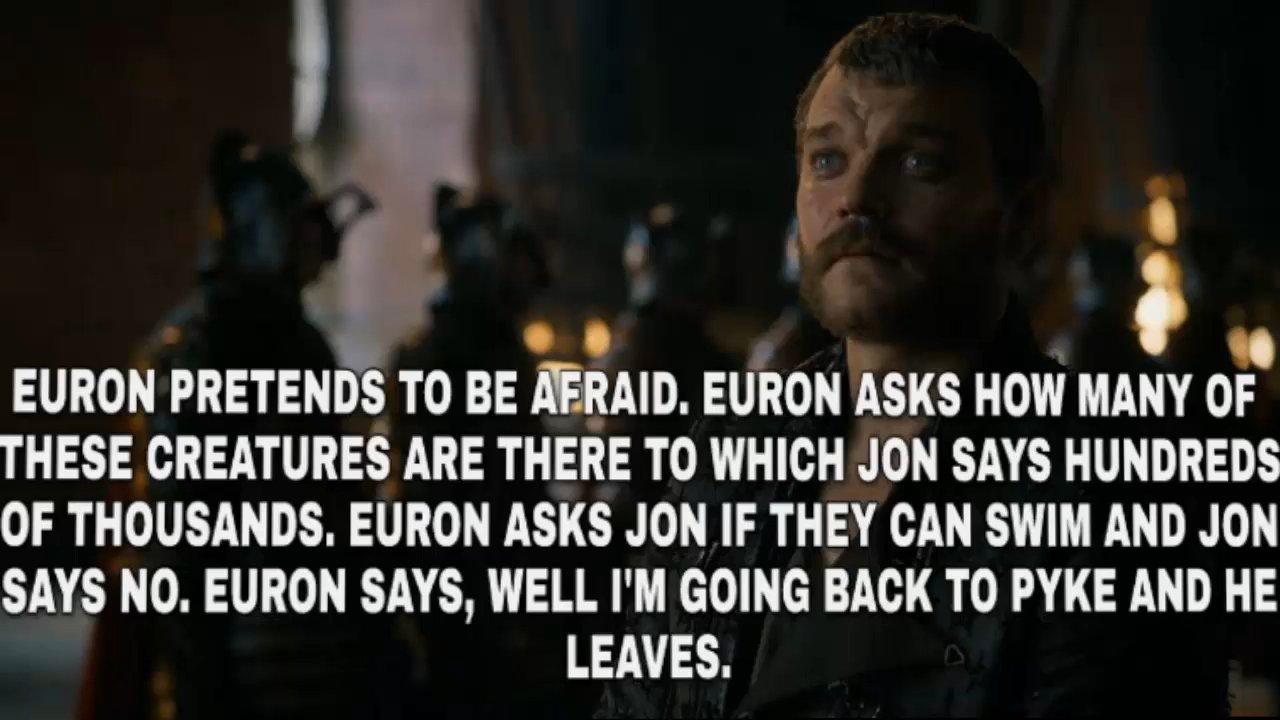 EURON PRETENDS TO BE AFRAID. EURON ASKS HOW MANY OF
THESE CREATURES ARE THERE TO WHICH JON SAYS HUNDREDS
OF THOUSANDS. EURON ASKS JON IF THEY CAN SWIM AND JON
SAYS NO. EURON SAYS, WELL I'M GOING BACK TO PYKE AND HE
LEAVES.